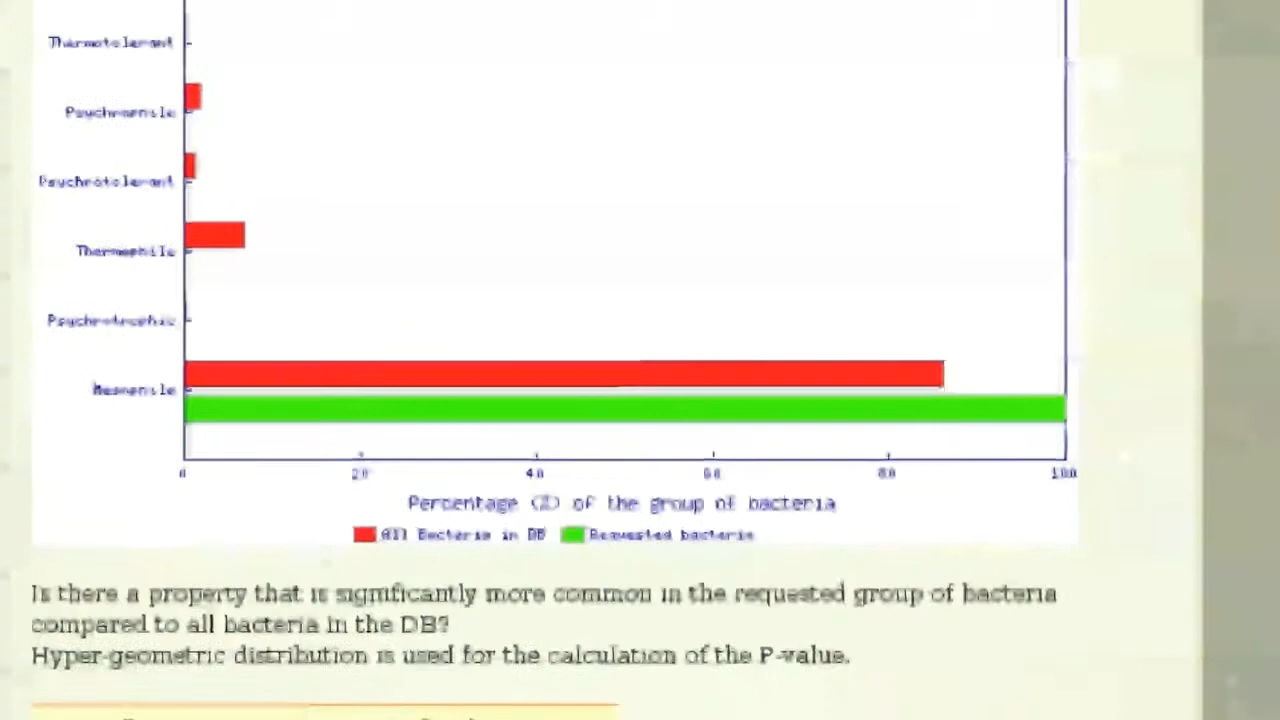 Thermotolerant
Psychrophile
Psychrotolerant
Thermophile
Psychrotrophic
Mesophile
0 20 40 60 80 100
Percentage (%) of the group of bacteria
All Bacteria in DB Requested bacteria
Is there a property that is significantly more common in the requested group of bacteria
compared to all bacteria in the DB?
Hyper-geometric distribution is used for the calculation of the P-value.